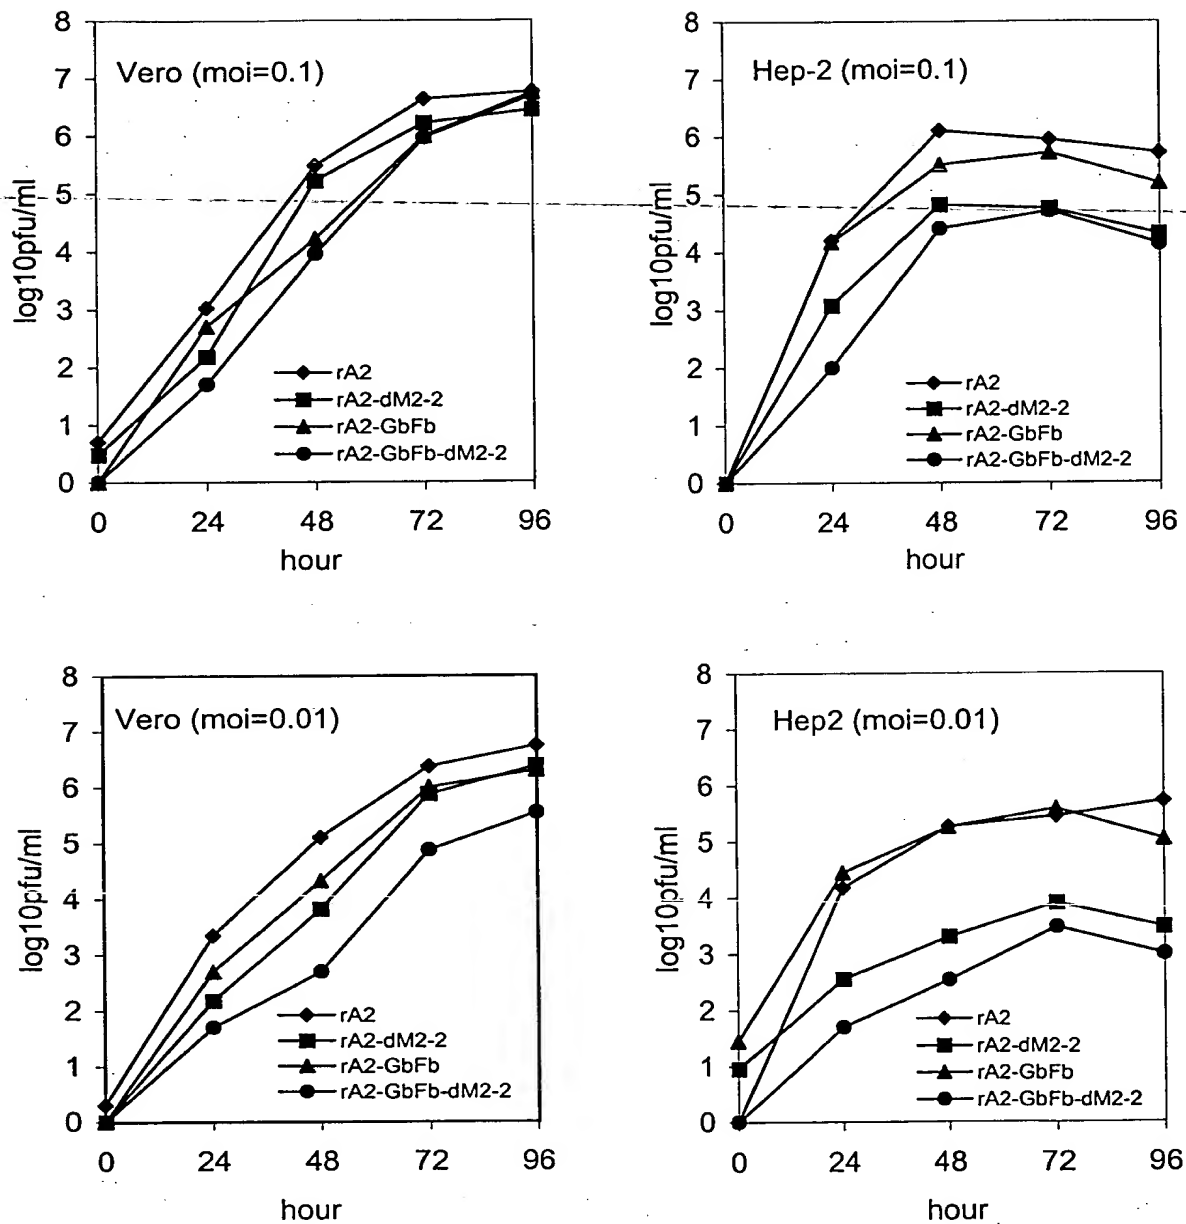 Vero (moi=0.1)
log10pfu/ml
8
7
6
5
4
3
2
1
0
rA2
rA2-dM2-2
rA2-GbFb
rA2-GbFb-dM2-2
0 24 48 72 96
hour
Hep-2 (moi=0.1)
log10pfu/ml
8
7
6
5
4
3
2
1
0
rA2
rA2-dM2-2
rA2-GbFb
rA2-GbFb-dM2-2
0 24 48 72 96
hour
Vero (moi=0.01)
log10pfu/ml
8
7
6
5
4
3
2
1
0
rA2
rA2-dM2-2
rA2-GbFb
rA2-GbFb-dM2-2
0 24 48 72 96
hour
Hep2 (moi=0.01)
log10pfu/ml
8
7
6
5
4
3
2
1
0
rA2
rA2-dM2-2
rA2-GbFb
rA2-GbFb-dM2-2
0 24 48 72 96
hour